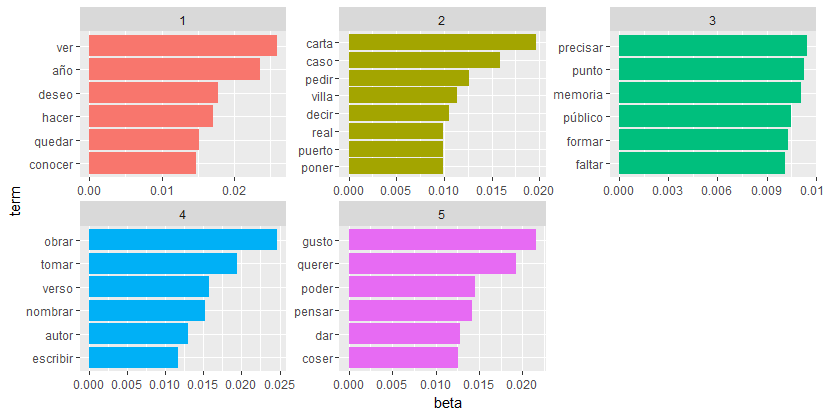 1
ver
año
deseo
hacer
quedar
conocer
0.00 0.01 0.02
2
carta
caso
pedir
villa
decir
real
puerto
poner
0.000 0.005 0.010 0.015 0.020
3
precisar
punto
memoria
público
formar
faltar
0.000 0.003 0.006 0.009 0.01
term
4
obrar
tomar
verso
nombrar
autor
escribir
0.000 0.005 0.010 0.015 0.020 0.025
5
gusto
querer
poder
pensar
dar
coser
0.000 0.005 0.010 0.015 0.020
beta